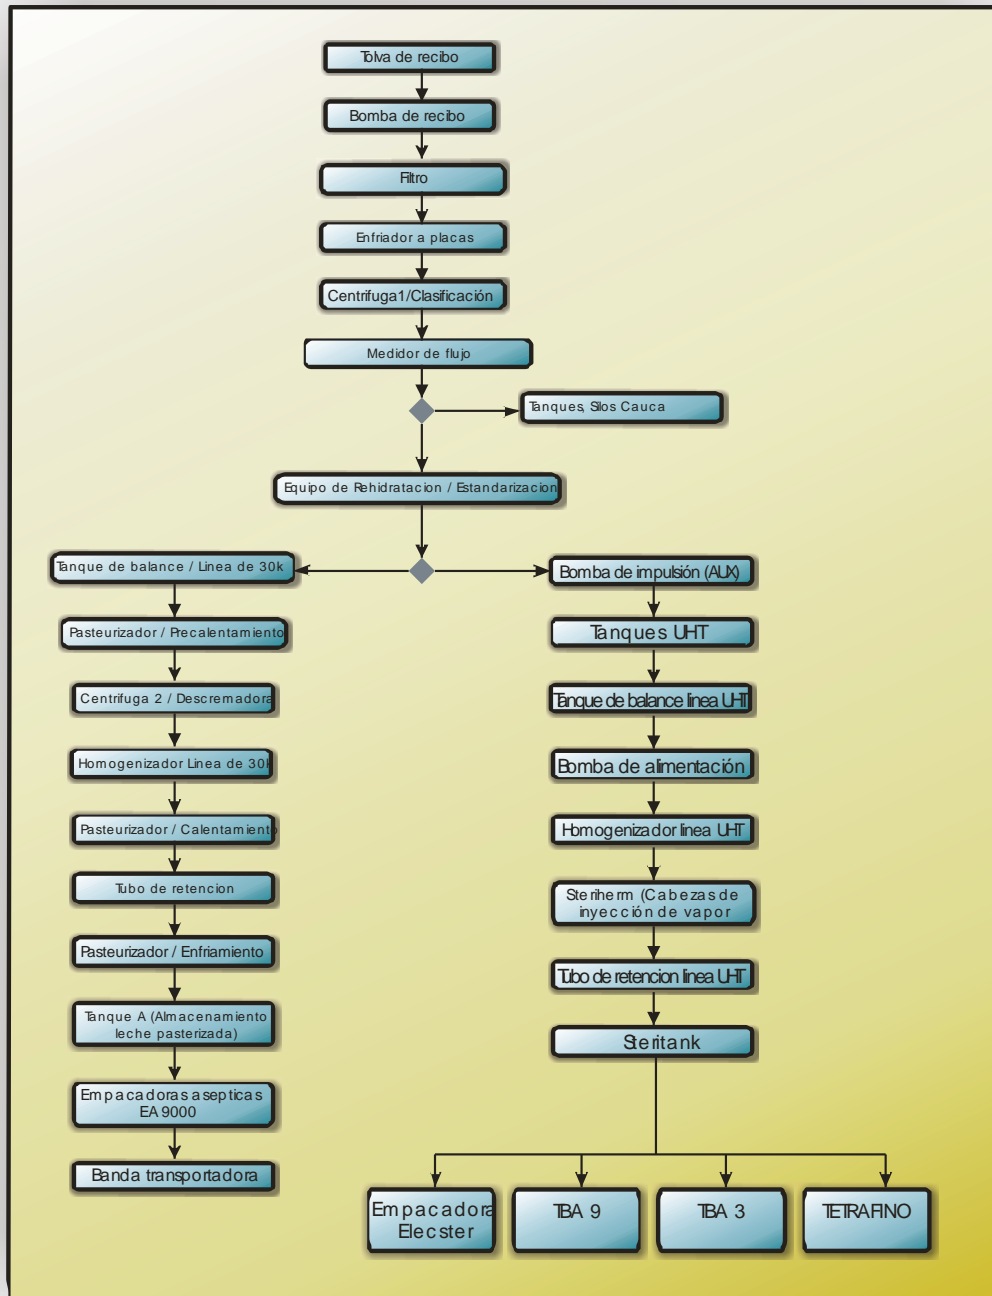 Tolva de recibo
Bomba de recibo
Filtro
Enfriador a placas
Centrifuga1/Clasificación
Medidor de flujo
Tanques, Silos Cauca
Equipo de Rehidratacion / Estandarizacion
Tanque de balance / Linea de 30k
Pasteurizador / Precalentamiento
Centrifuga 2 / Descremadora
Homogenizador Linea de 30k
Pasteurizador / Calentamiento
Tubo de retencion
Pasteurizador / Enfriamiento
Tanque A (Almacenamiento
leche pasterizada)
Empacadoras asepticas
EA 9000
Banda transportadora
Bomba de impulsión (AUX)
Tanques UHT
Tanque de balance linea UHT
Bomba de alimentación
Homogenizador linea UHT
Steriherm (Cabezas de
inyección de vapor
Tubo de retencion linea UHT
Steritank
Empacadora
Elecster
TBA 9
TBA 3
TETRAFINO